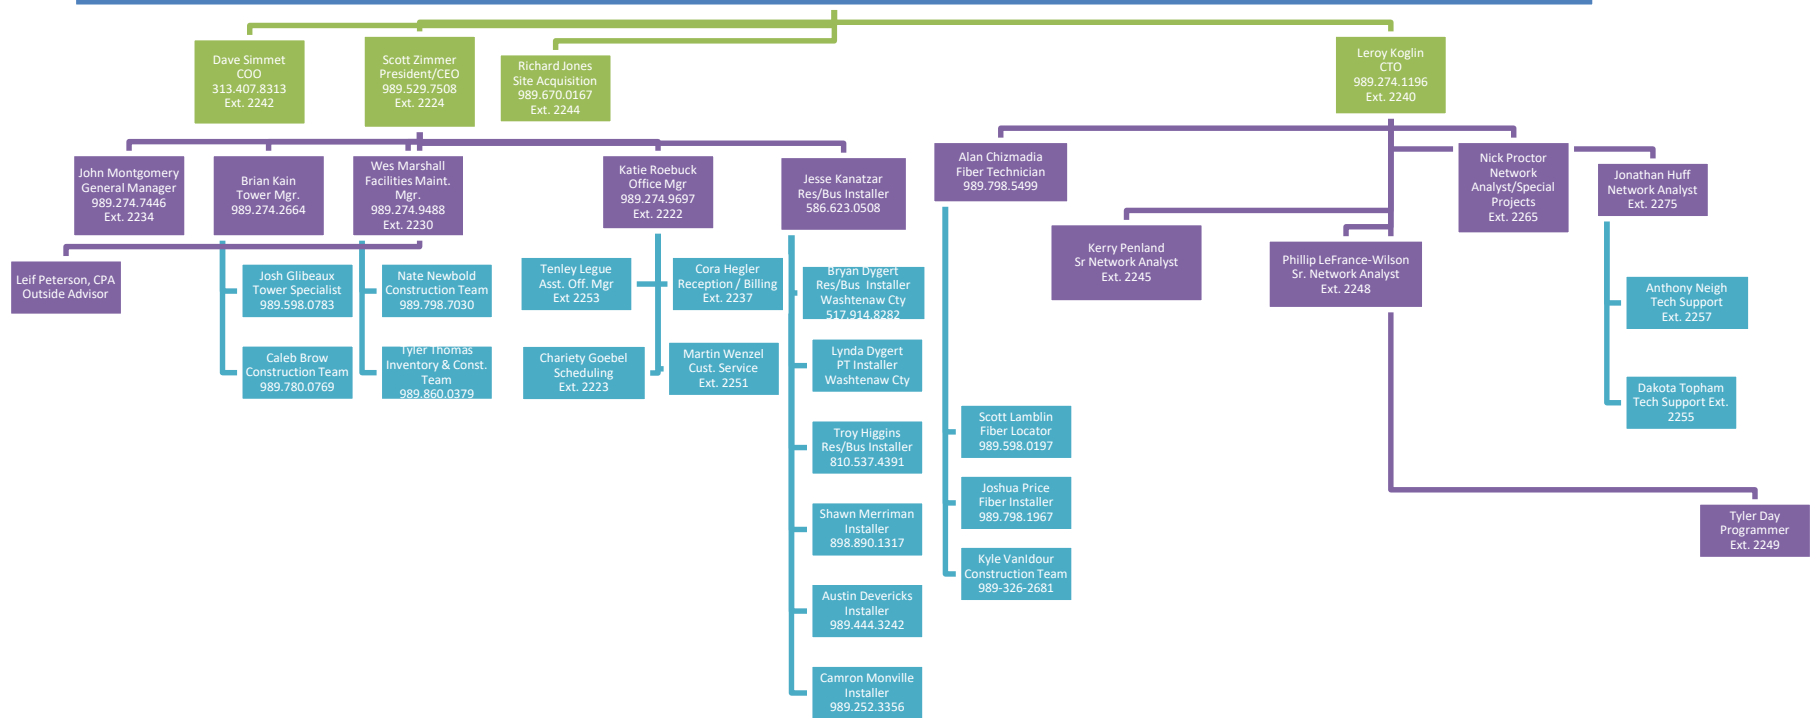 Dave Simmet
COO
313.407.8313
Ext. 2242
Scott Zimmer
President/CEO
989.529.7508
Ext. 2224
Richard Jones
Site Acquisition
989.670.0167
Ext. 2244
Leroy Koglin
CTO
989.274.1196
Ext. 2240
John Montgomery
General Manager
989.274.7446
Ext. 2234
Brian Kain
Tower Mgr.
989.274.2664
Wes Marshall
Facilities Maint.
Mgr.
989.274.9488
Ext. 2230
Katie Roebuck
Office Mgr
989.274.9697
Ext. 2222
Jesse Kanatzar
Res/Bus Installer
586.623.0508
Alan Chizmadia
Fiber Technician
989.798.5499
Nick Proctor
Network
Analyst/Special
Projects
Ext. 2265
Jonathan Huff
Network Analyst
Ext. 2275
Kerry Penland
Sr Network Analyst
Ext. 2245
Phillip LeFrance-Wilson
Sr. Network Analyst
Ext. 2248
Leif Peterson, CPA
Outside Advisor
Josh Glibeaux
Tower Specialist
989.598.0783
Nate Newbold
Construction Team
989.798.7030
Tenley Legue
Asst. Off. Mgr
Ext 2253
Cora Hegler
Reception / Billing
Ext. 2237
Bryan Dygert
Res/Bus Installer
Washtenaw Cty
517.914.8282
Anthony Neigh
Tech Support
Ext. 2257
Caleb Brow
Construction Team
989.780.0769
Tyler Thomas
Inventory & Const.
Team
989.860.0379
Chariety Goebel
Scheduling
Ext. 2223
Martin Wenzel
Cust. Service
Ext. 2251
Lynda Dygert
PT Installer
Washtenaw Cty
Dakota Topham
Tech Support Ext.
2255
Troy Higgins
Res/Bus Installer
810.537.4391
Scott Lamblin
Fiber Locator
989.598.0197
Shawn Merriman
Installer
898.890.1317
Joshua Price
Fiber Installer
989.798.1967
Tyler Day
Programmer
Ext. 2249
Kyle VanIdour
Construction Team
989-326-2681
Austin Devericks
Installer
989.444.3242
Camron Monville
Installer
989.252.3356